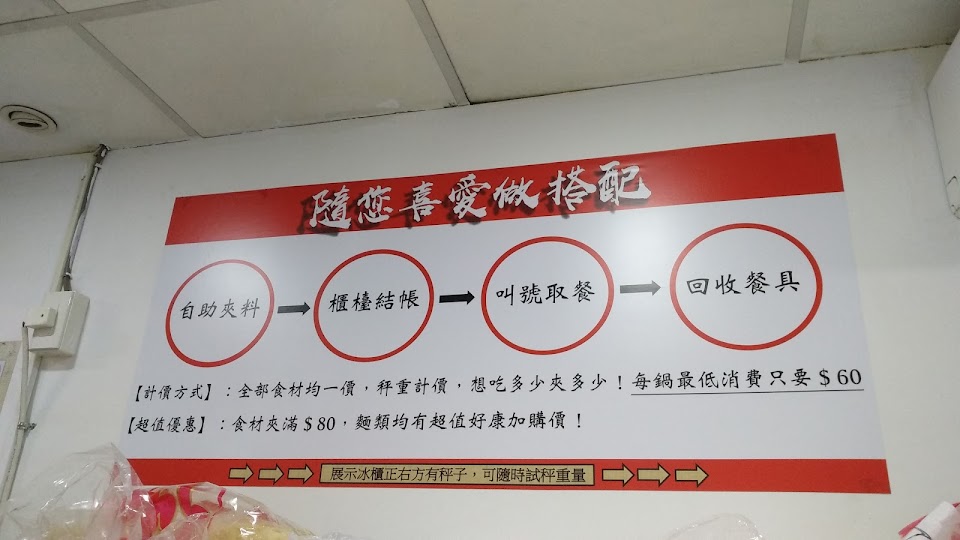 隨您喜愛做搭配
自助夾料 → 櫃檯結帳 → 叫號取餐 → 回收餐具
【計價方式】：全部食材均一價，秤重計價，想吃多少夾多少！每鍋最低消費只要＄60
【超值優惠】：食材夾滿＄80，麵類均有超值好康加購價！
展示冰櫃正右方有秤子，可隨時試秤重量